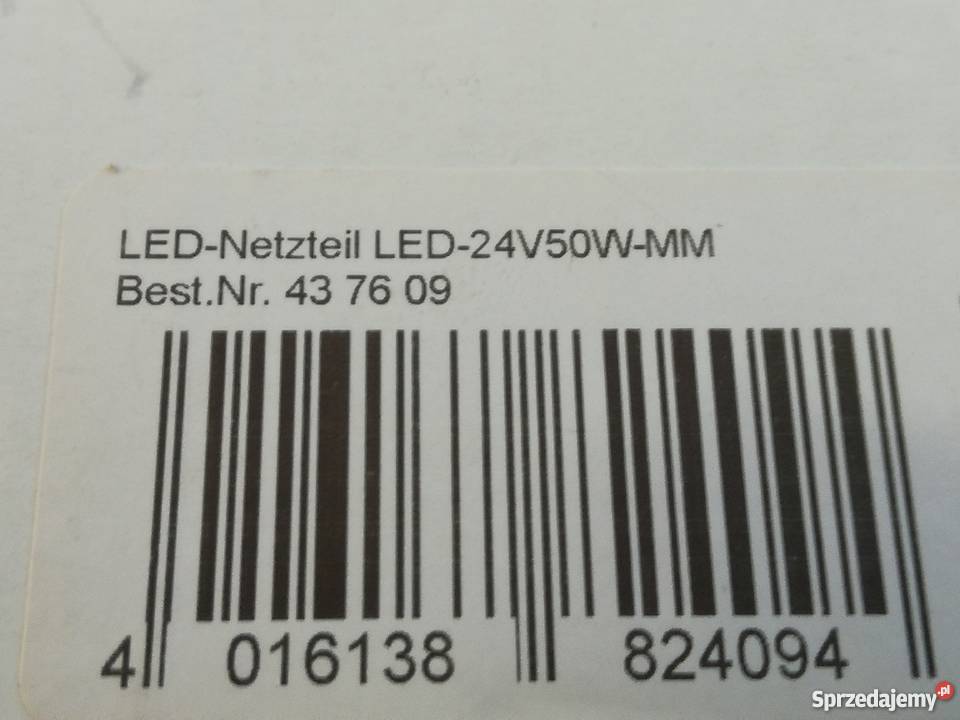 LED-Netzteil LED-24V50W-MM
Best.Nr. 43 76 09
4 016138 824094
Sprzedajemy.pl